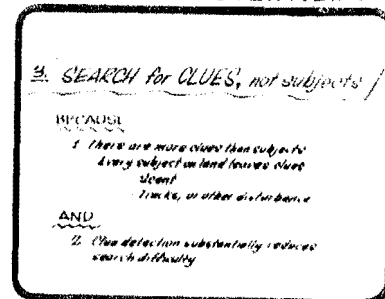 3. SEARCH for CLUES, not subjects
BECAUSE
1. There are more clues than subjects
Every subject on land leaves clues
Scent
Tracks, or other disturbance
AND
2. Clue detection substantially reduces
search difficulty